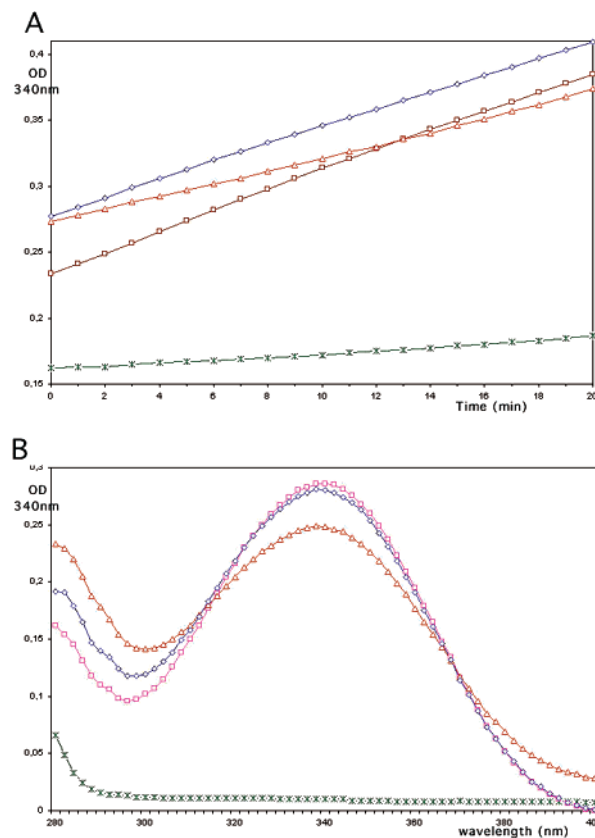 A
0,4
OD
340nm
0,35
0,3
0,25
0,2
0,15
0 2 4 6 8 10 12 14 16 18 20
Time (min)
B
0,3
OD
340nm
0,25
0,2
0,15
0,1
0,05
0
280 300 320 340 360 380 400
wavelength (nm)